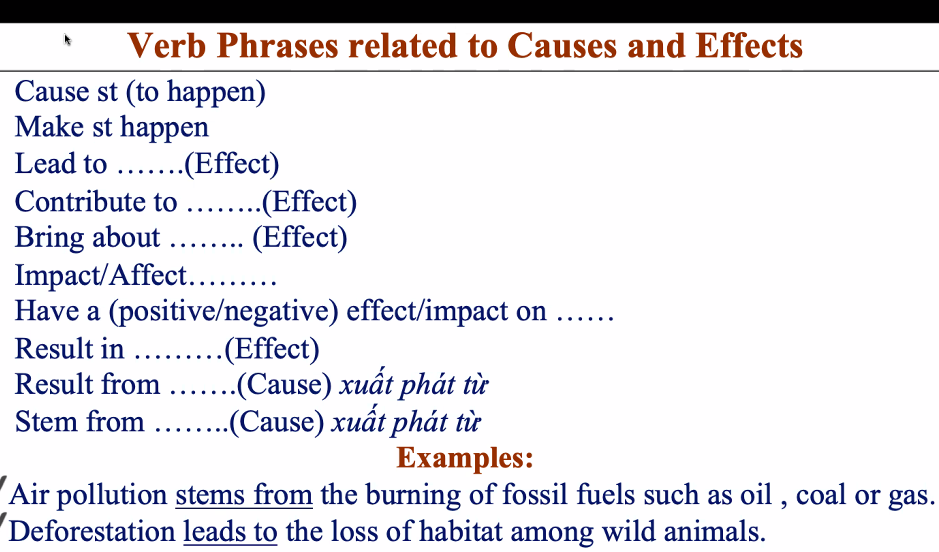 Verb Phrases related to Causes and Effects
Cause st (to happen)
Make st happen
Lead to …….(Effect)
Contribute to ……..(Effect)
Bring about …….. (Effect)
Impact/Affect………
Have a (positive/negative) effect/impact on ……
Result in ………(Effect)
Result from …….(Cause) xuất phát từ
Stem from ……..(Cause) xuất phát từ
Examples:
Air pollution stems from the burning of fossil fuels such as oil , coal or gas.
Deforestation leads to the loss of habitat among wild animals.